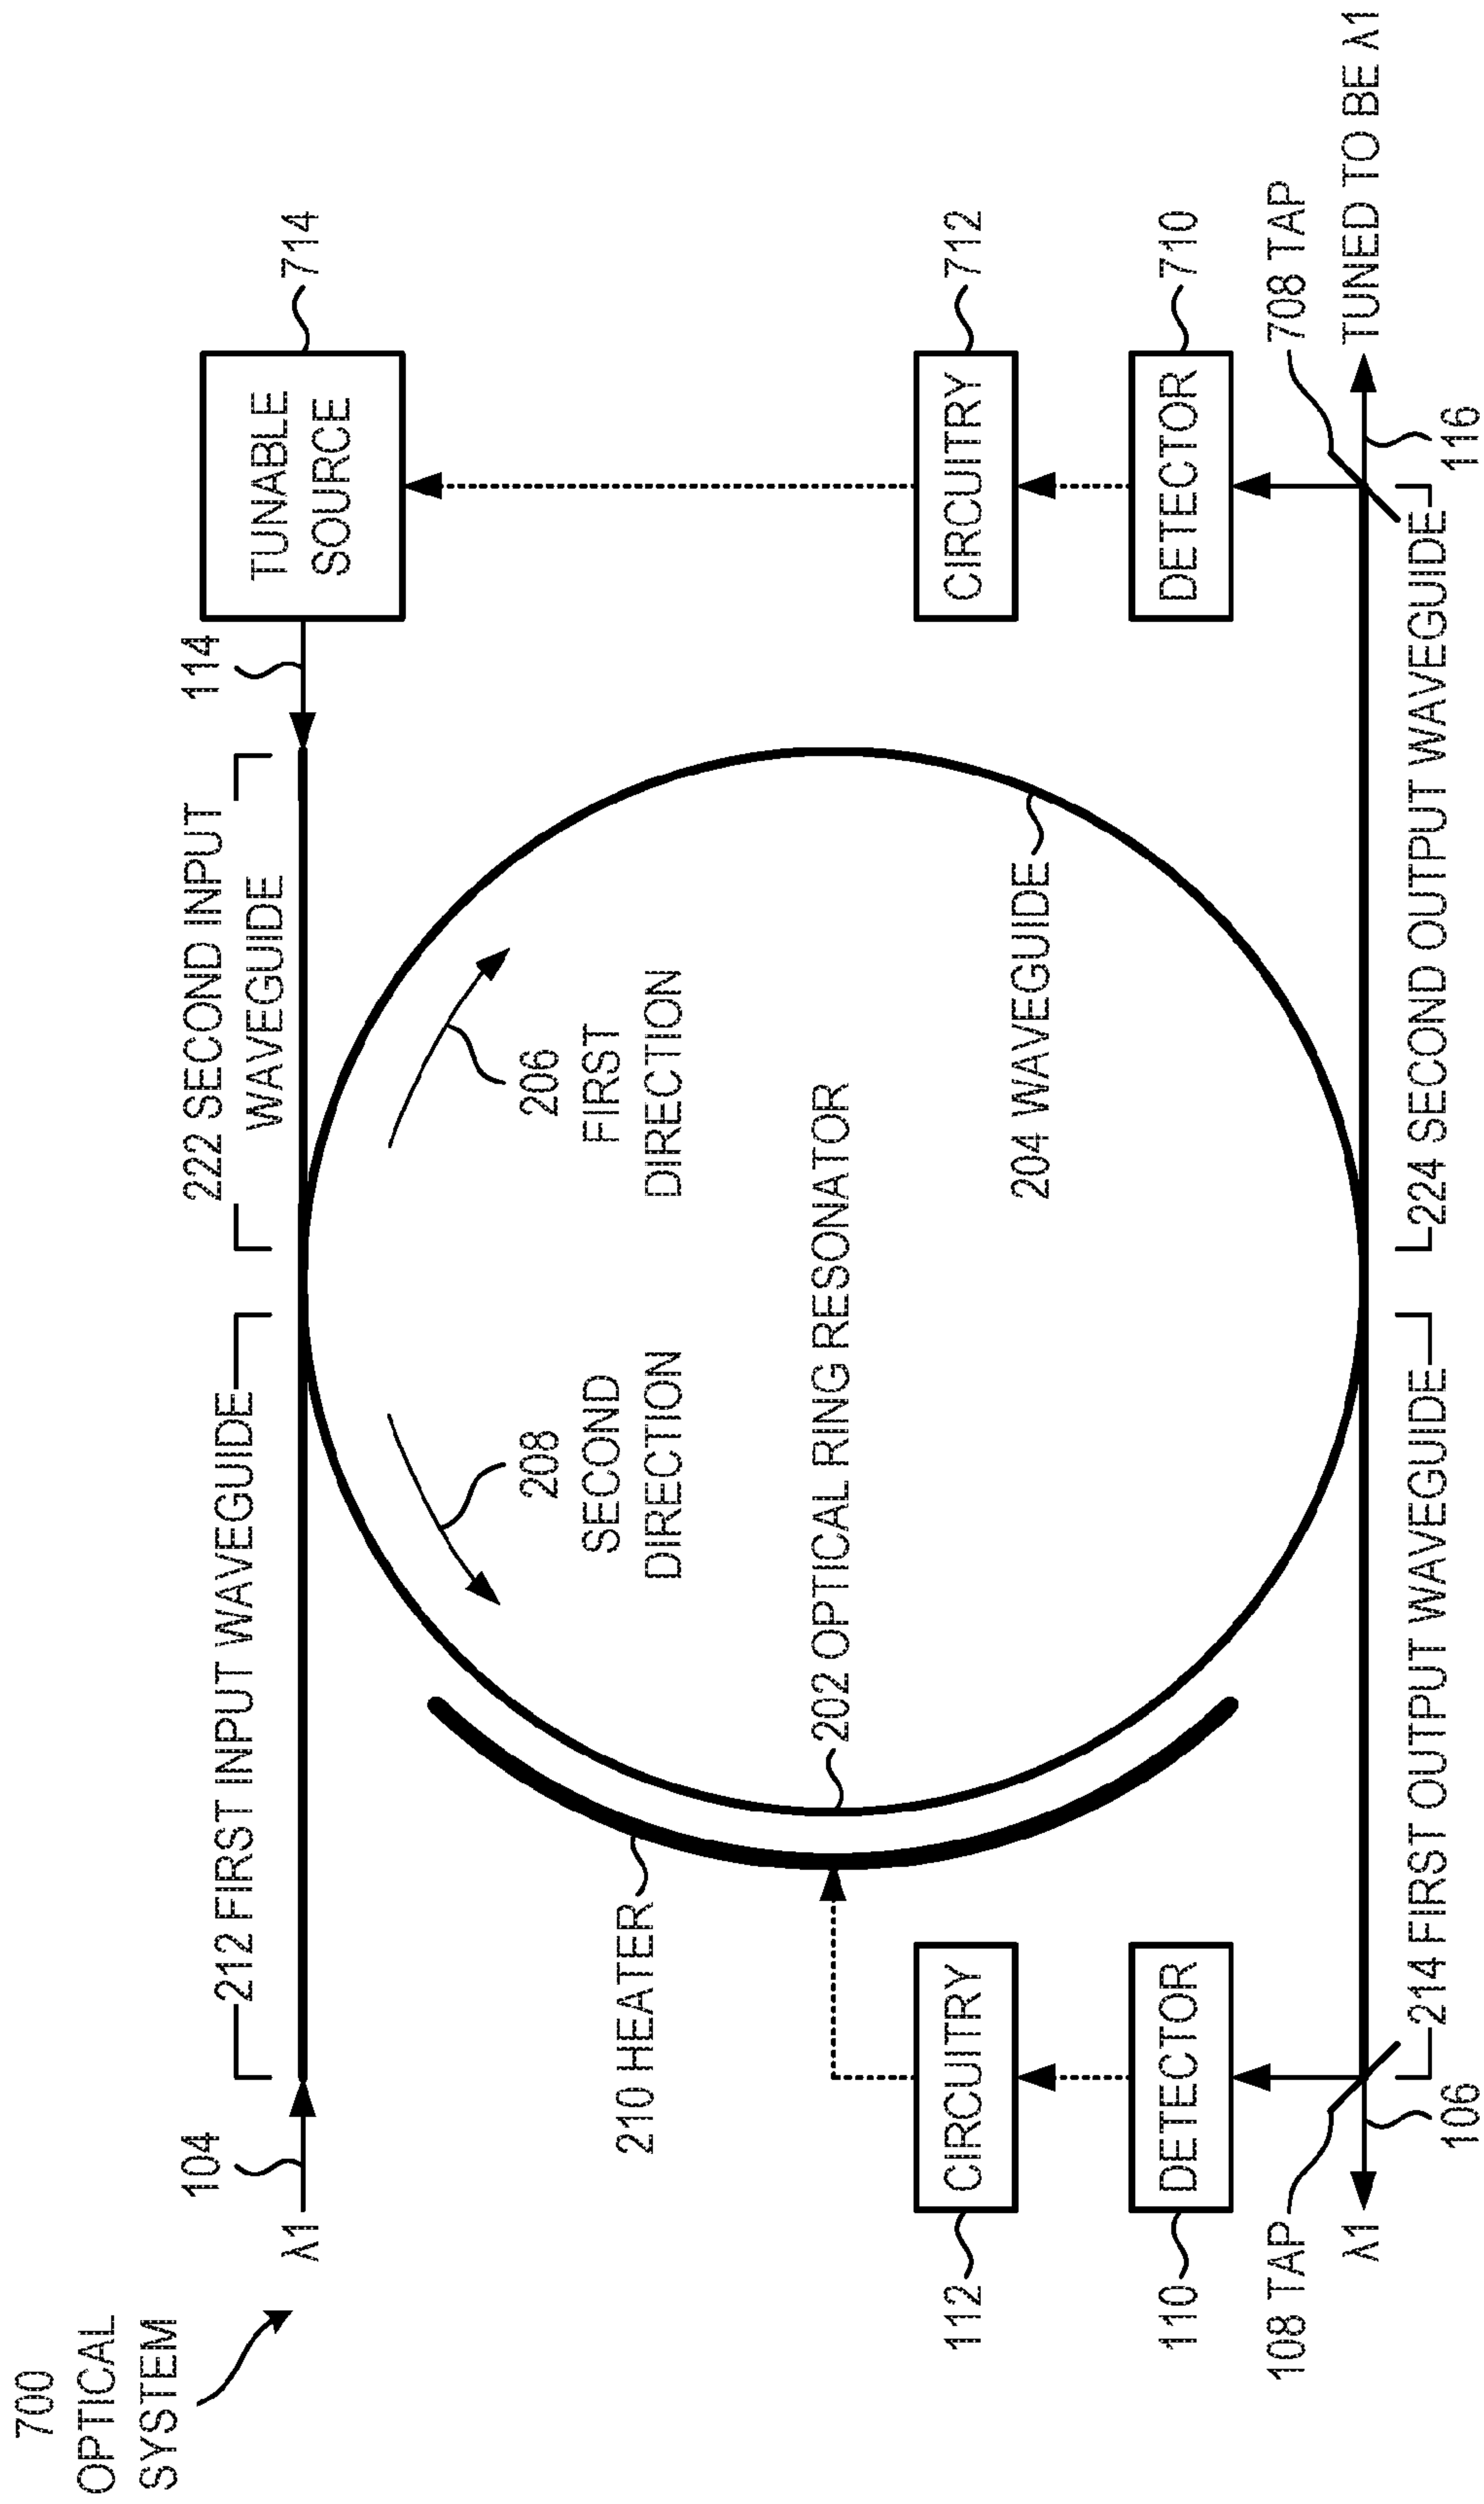 700
OPTICAL
SYSTEM
λ1
104
212 FIRST INPUT WAVEGUIDE
222 SECOND INPUT
WAVEGUIDE
114
TUNABLE
SOURCE
714
208
SECOND
DIRECTION
206
FIRST
DIRECTION
210 HEATER
202 OPTICAL RING RESONATOR
204 WAVEGUIDE
112
CIRCUITRY
CIRCUITRY
712
110
DETECTOR
DETECTOR
710
108 TAP
708 TAP
λ1
TUNED TO BE λ1
214 FIRST OUTPUT WAVEGUIDE
224 SECOND OUTPUT WAVEGUIDE
106
116